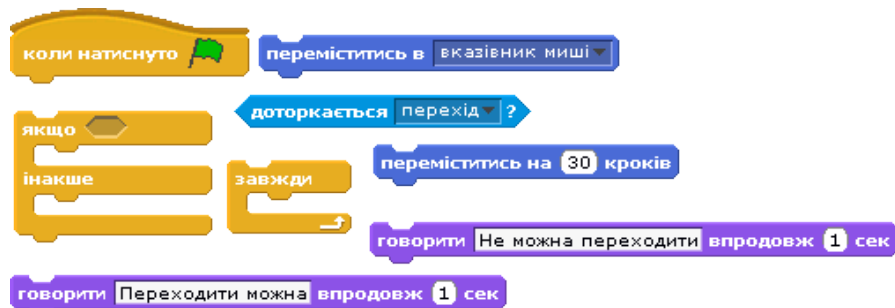 коли натиснуто
переміститись в вказівник миші
доторкається перехід ?
якщо
переміститись на 30 кроків
інакше
завжди
говорити Не можна переходити впродовж 1 сек
говорити Переходити можна впродовж 1 сек